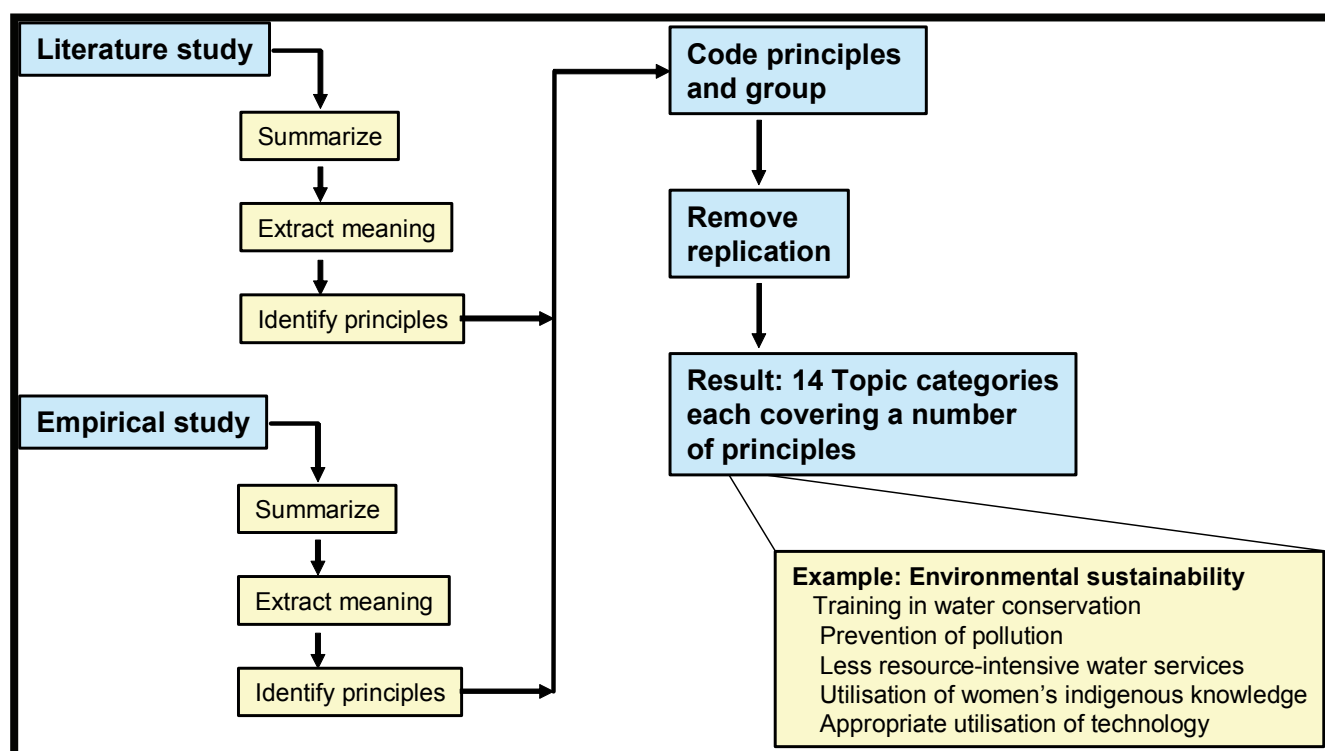 Literature study
Summarize
Extract meaning
Identify principles
Empirical study
Summarize
Extract meaning
Identify principles
Code principles
and group
Remove
replication
Result: 14 Topic categories
each covering a number
of principles
Example: Environmental sustainability
Training in water conservation
Prevention of pollution
Less resource-intensive water services
Utilisation of women's indigenous knowledge
Appropriate utilisation of technology